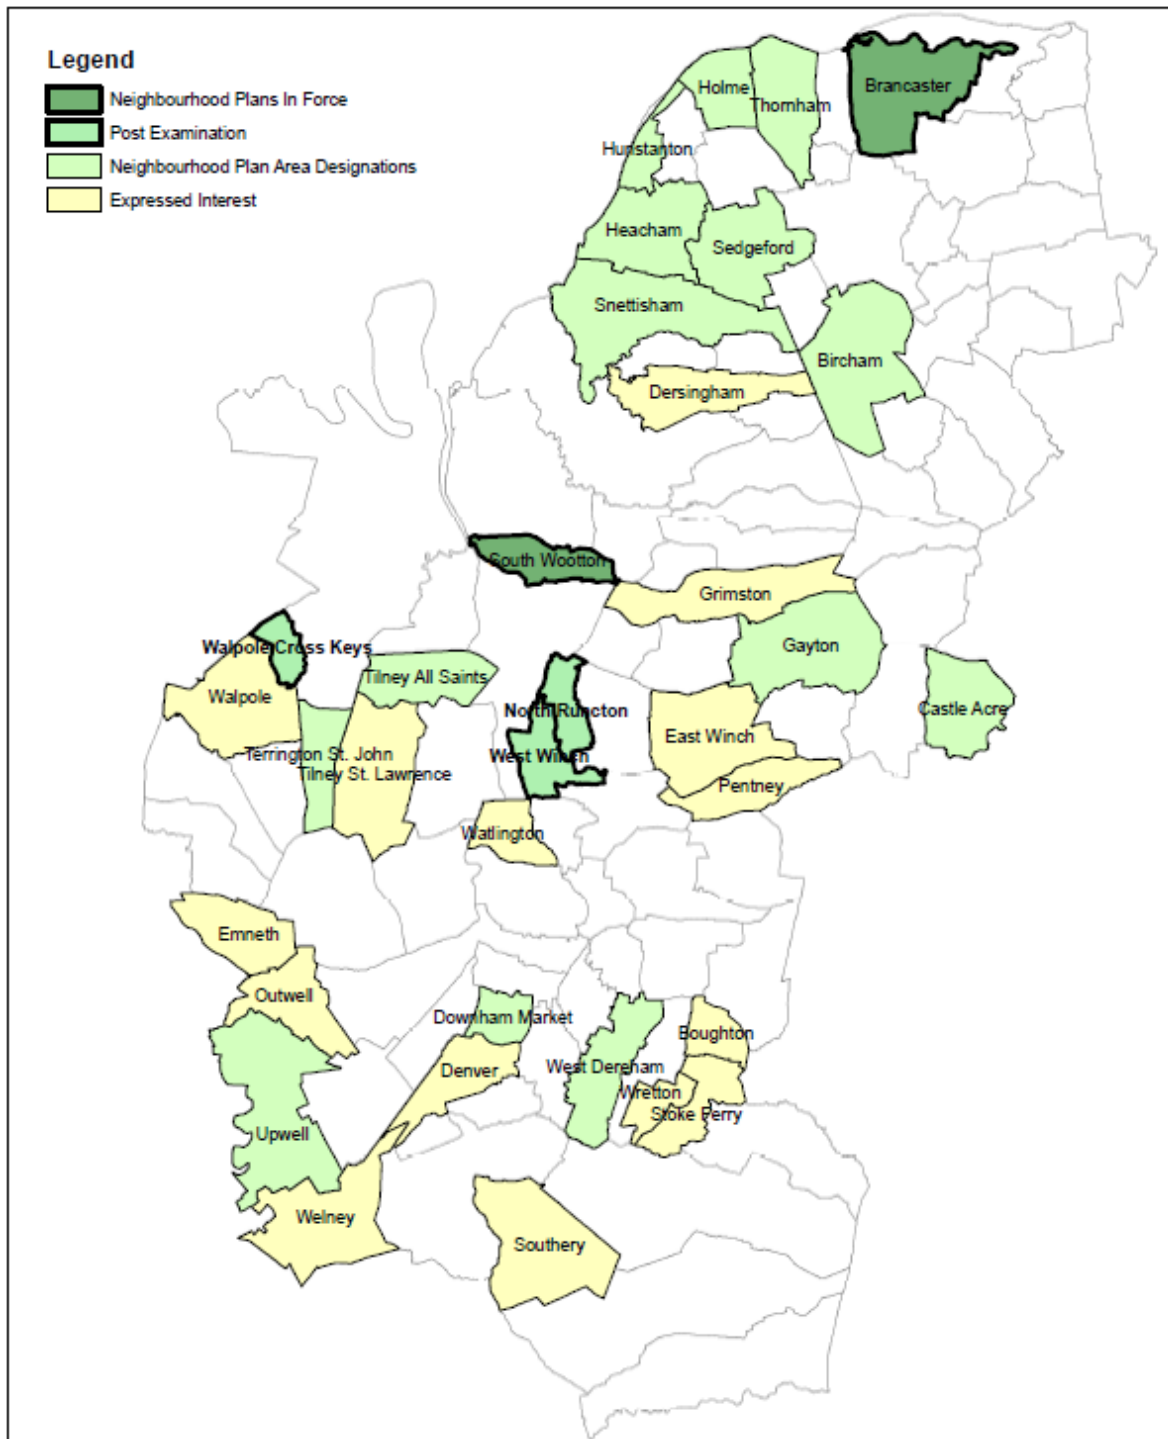 Legend
Neighbourhood Plans In Force
Post Examination
Neighbourhood Plan Area Designations
Expressed Interest
Brancaster
Holme
Thornham
Hunstanton
Heacham
Sedgeford
Snettisham
Bircham
Dersingham
South Wootton
Grimston
Walpole Cross Keys
Gayton
Tilney All Saints
Walpole
North Runcton
Castle Acre
East Winch
Terrington St. John
West Winch
Tilney St. Lawrence
Pentney
Watlington
Emneth
Outwell
Downham Market
Boughton
West Dereham
Denver
Wretton
Stoke Ferry
Upwell
Welney
Southery